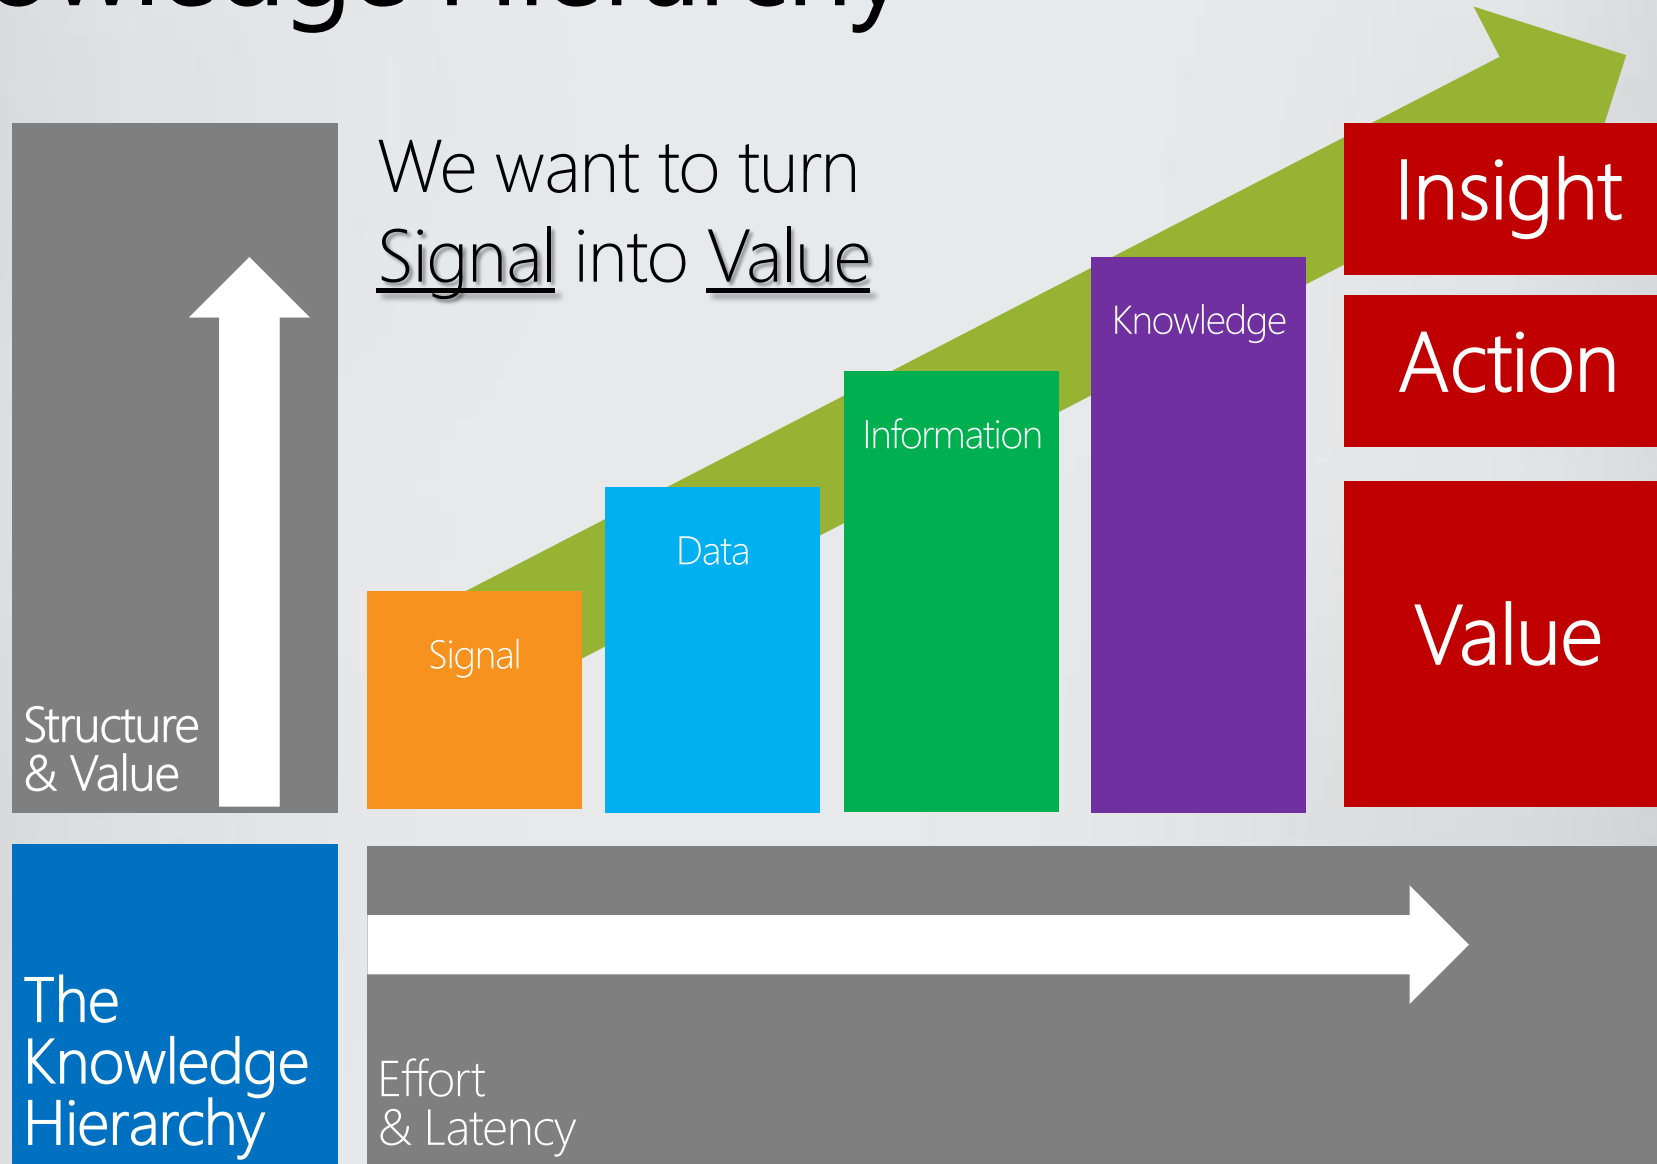 Hierarchy
We want to turn
Signal into Value
Insight
Action
Value
Knowledge
Information
Data
Signal
Structure
& Value
The
Knowledge
Hierarchy
Effort
& Latency